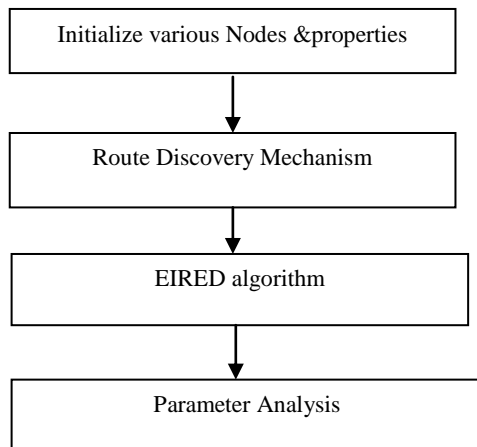 Initialize various Nodes &properties
Route Discovery Mechanism
EIRED algorithm
Parameter Analysis